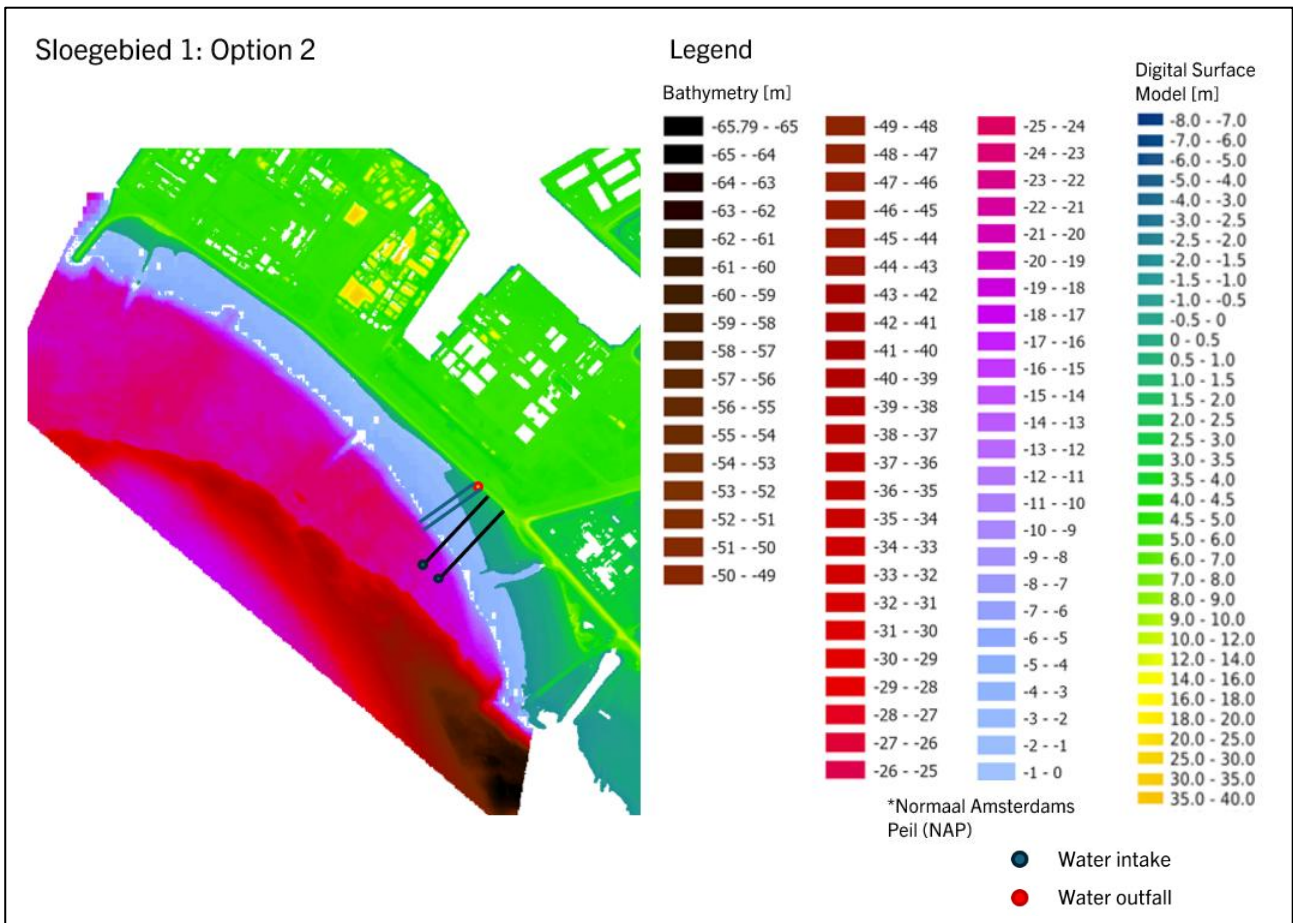 Sloegebied 1: Option 2
Legend
Bathymetry [m]
-65.79 - -65
-65 - -64
-64 - -63
-63 - -62
-62 - -61
-61 - -60
-60 - -59
-59 - -58
-58 - -57
-57 - -56
-56 - -55
-55 - -54
-54 - -53
-53 - -52
-52 - -51
-51 - -50
-50 - -49
-49 - -48
-48 - -47
-47 - -46
-46 - -45
-45 - -44
-44 - -43
-43 - -42
-42 - -41
-41 - -40
-40 - -39
-39 - -38
-38 - -37
-37 - -36
-36 - -35
-35 - -34
-34 - -33
-33 - -32
-32 - -31
-31 - -30
-30 - -29
-29 - -28
-28 - -27
-27 - -26
-26 - -25
-25 - -24
-24 - -23
-23 - -22
-22 - -21
-21 - -20
-20 - -19
-19 - -18
-18 - -17
-17 - -16
-16 - -15
-15 - -14
-14 - -13
-13 - -12
-12 - -11
-11 - -10
-10 - -9
-9 - -8
-8 - -7
-7 - -6
-6 - -5
-5 - -4
-4 - -3
-3 - -2
-2 - -1
-1 - 0
Digital Surface
Model [m]
-8.0 - -7.0
-7.0 - -6.0
-6.0 - -5.0
-5.0 - -4.0
-4.0 - -3.0
-3.0 - -2.5
-2.5 - -2.0
-2.0 - -1.5
-1.5 - -1.0
-1.0 - -0.5
-0.5 - 0
0 - 0.5
0.5 - 1.0
1.0 - 1.5
1.5 - 2.0
2.0 - 2.5
2.5 - 3.0
3.0 - 3.5
3.5 - 4.0
4.0 - 4.5
4.5 - 5.0
5.0 - 6.0
6.0 - 7.0
7.0 - 8.0
8.0 - 9.0
9.0 - 10.0
10.0 - 12.0
12.0 - 14.0
14.0 - 16.0
16.0 - 18.0
18.0 - 20.0
20.0 - 25.0
25.0 - 30.0
30.0 - 35.0
35.0 - 40.0
*Normaal Amsterdams
Peil (NAP)
Water intake
Water outfall